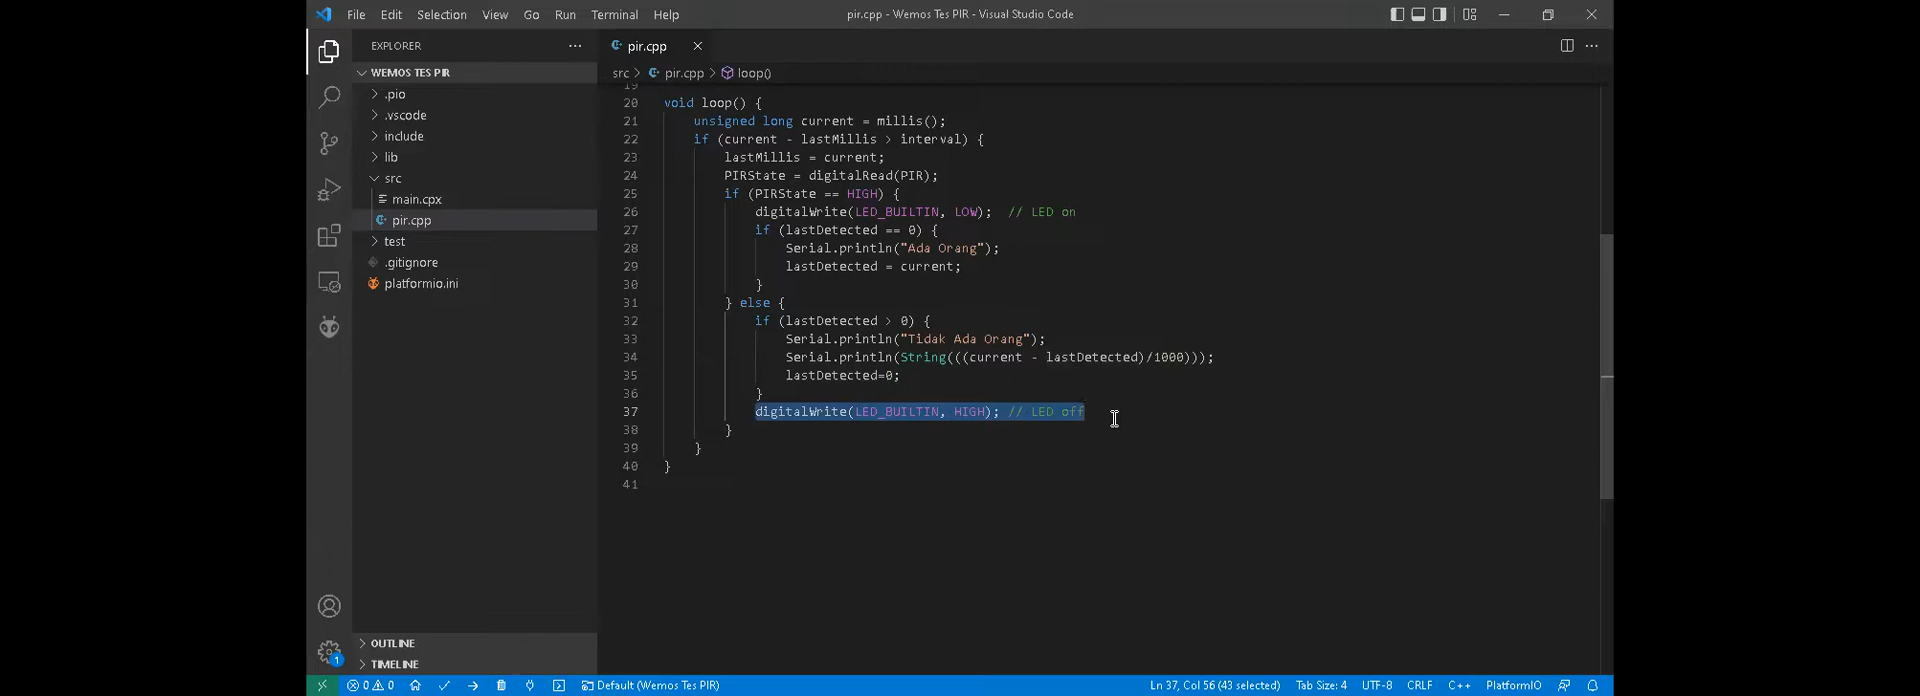 File Edit Selection View Go Run Terminal Help pir.cpp - Wemos Tes PIR - Visual Studio Code
EXPLORER
WEMOS TES PIR
.pio
.vscode
include
lib
src
main.cpx
pir.cpp
test
.gitignore
platformio.ini
OUTLINE
TIMELINE
pir.cpp
src > pir.cpp > loop()
19
20 void loop() {
21 unsigned long current = millis();
22 if (current - lastMillis > interval) {
23 lastMillis = current;
24 PIRState = digitalRead(PIR);
25 if (PIRState == HIGH) {
26 digitalWrite(LED_BUILTIN, LOW);  // LED on
27 if (lastDetected == 0) {
28 Serial.println("Ada Orang");
29 lastDetected = current;
30 }
31 } else {
32 if (lastDetected > 0) {
33 Serial.println("Tidak Ada Orang");
34 Serial.println(String(((current - lastDetected)/1000)));
35 lastDetected=0;
36 }
37 digitalWrite(LED_BUILTIN, HIGH); // LED off
38 }
39 }
40 }
41
1
0 0 Default (Wemos Tes PIR) Ln 37, Col 56 (43 selected) Tab Size: 4 UTF-8 CRLF C++ PlatformIO